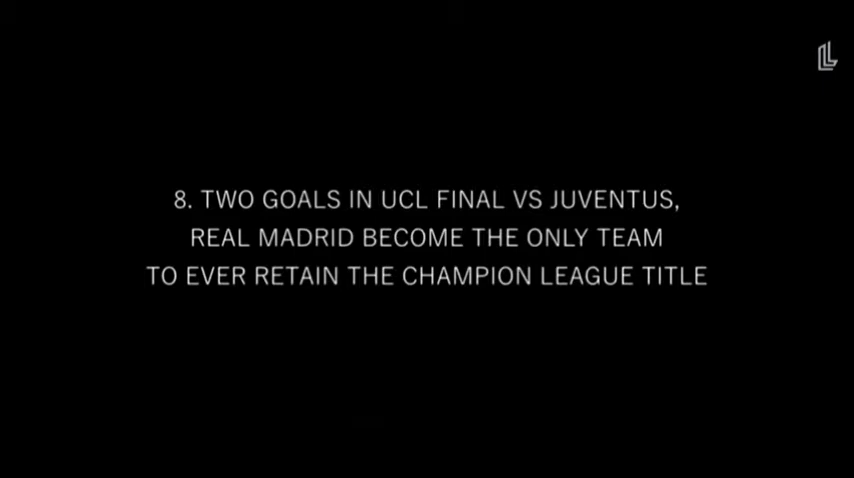 8. TWO GOALS IN UCL FINAL VS JUVENTUS,
REAL MADRID BECOME THE ONLY TEAM
TO EVER RETAIN THE CHAMPION LEAGUE TITLE